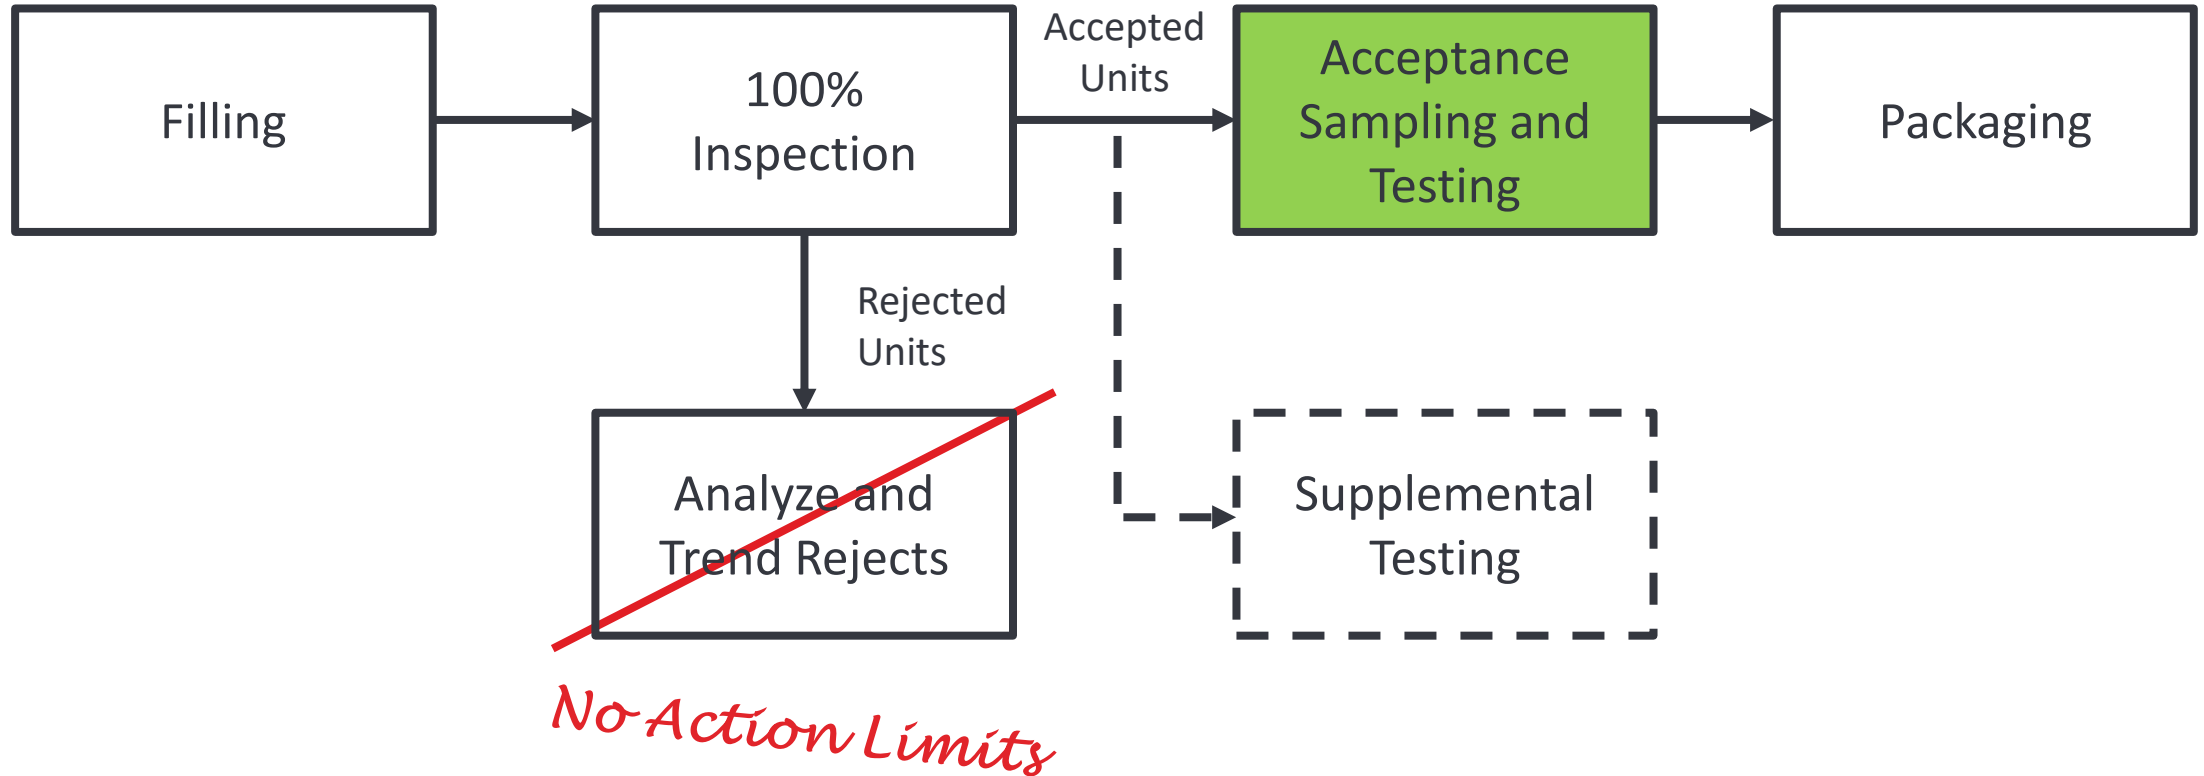 Filling
100%
Inspection
Accepted
Units
Acceptance
Sampling and
Testing
Packaging
Rejected
Units
Analyze and
Trend Rejects
Supplemental
Testing
No Action Limits